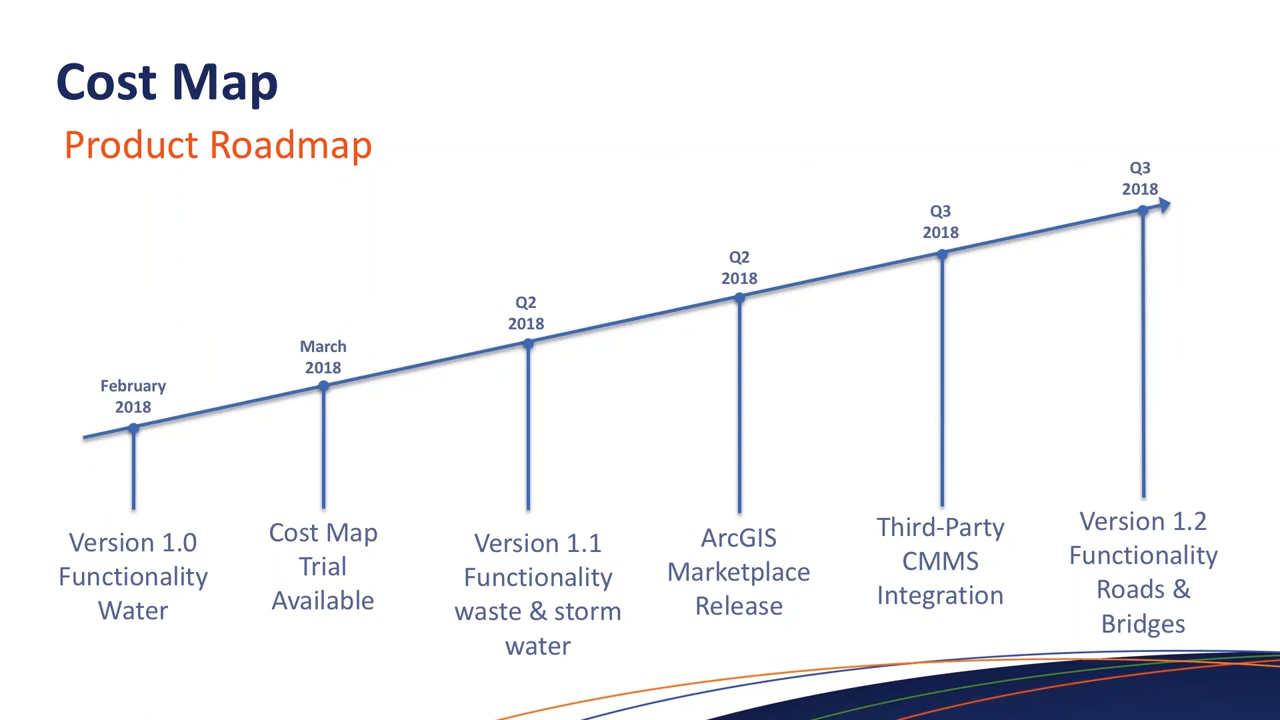 Cost Map
Product Roadmap
February
2018
Version 1.0
Functionality
Water
March
2018
Cost Map
Trial
Available
Q2
2018
Version 1.1
Functionality
waste & storm
water
Q2
2018
ArcGIS
Marketplace
Release
Q3
2018
Third-Party
CMMS
Integration
Q3
2018
Version 1.2
Functionality
Roads &
Bridges